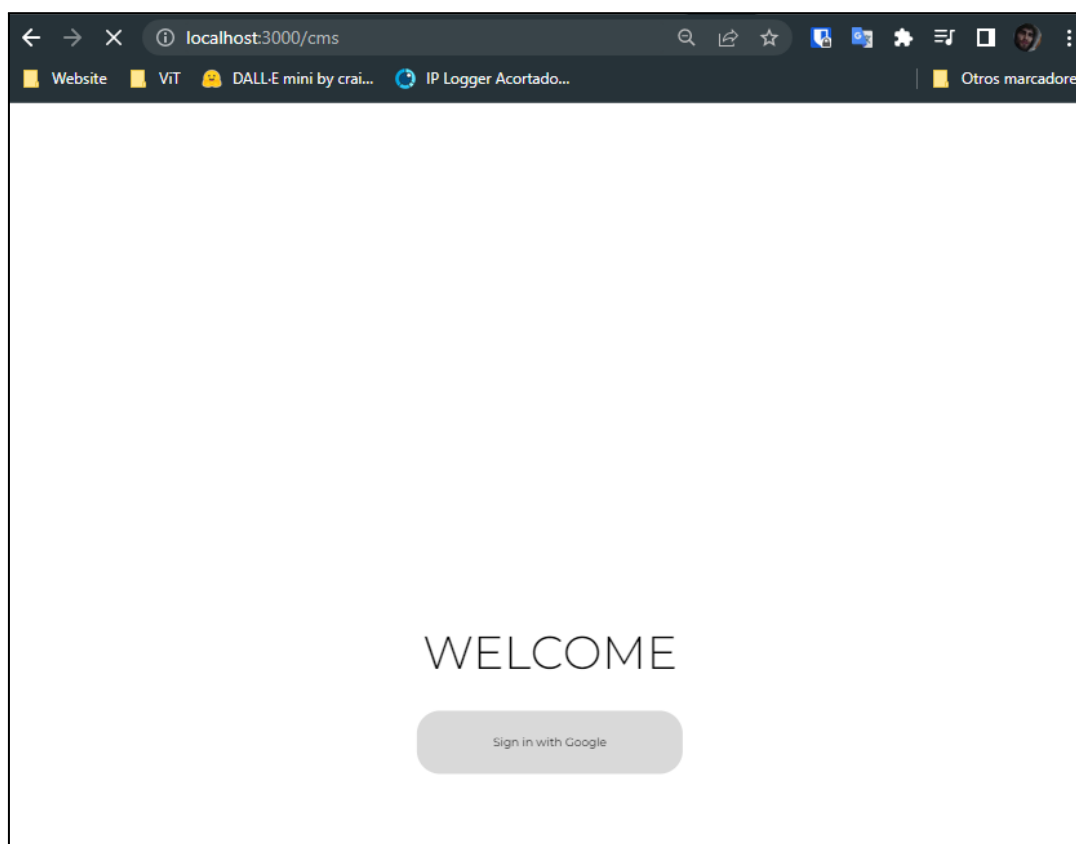 localhost:3000/cms
Website ViT DALL·E mini by crai... IP Logger Acortado... Otros marcadore
WELCOME
Sign in with Google